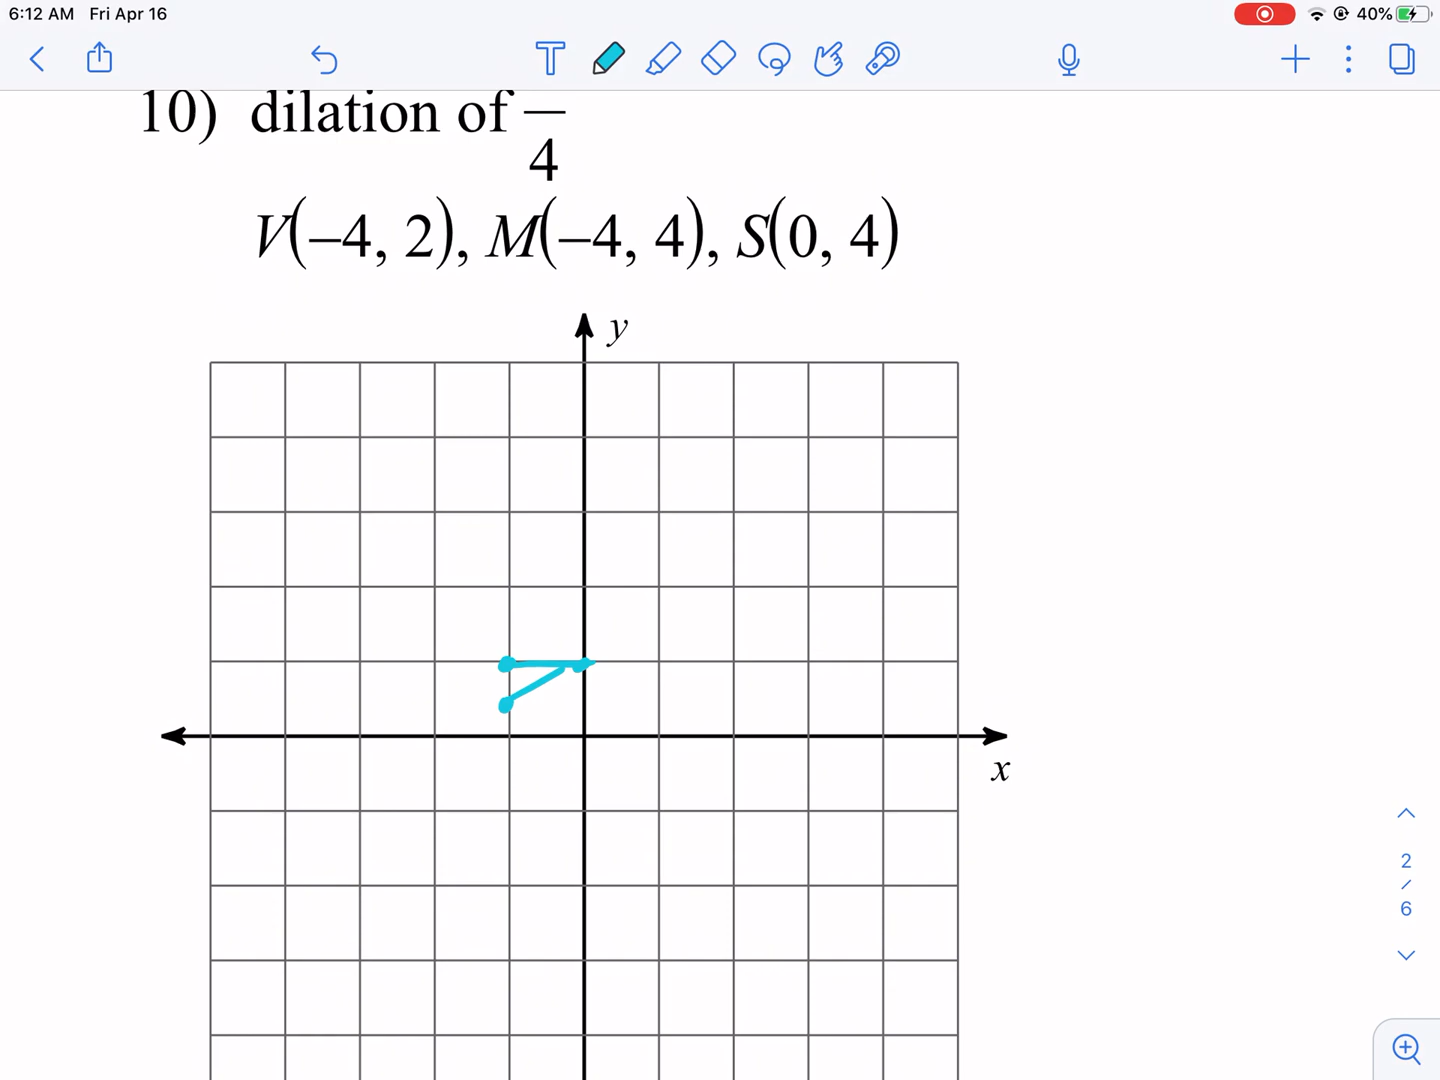 6:12 AM Fri Apr 16
40%
T
10) dilation of
4
V(–4, 2), M(–4, 4), S(0, 4)
y
x
2
/
6